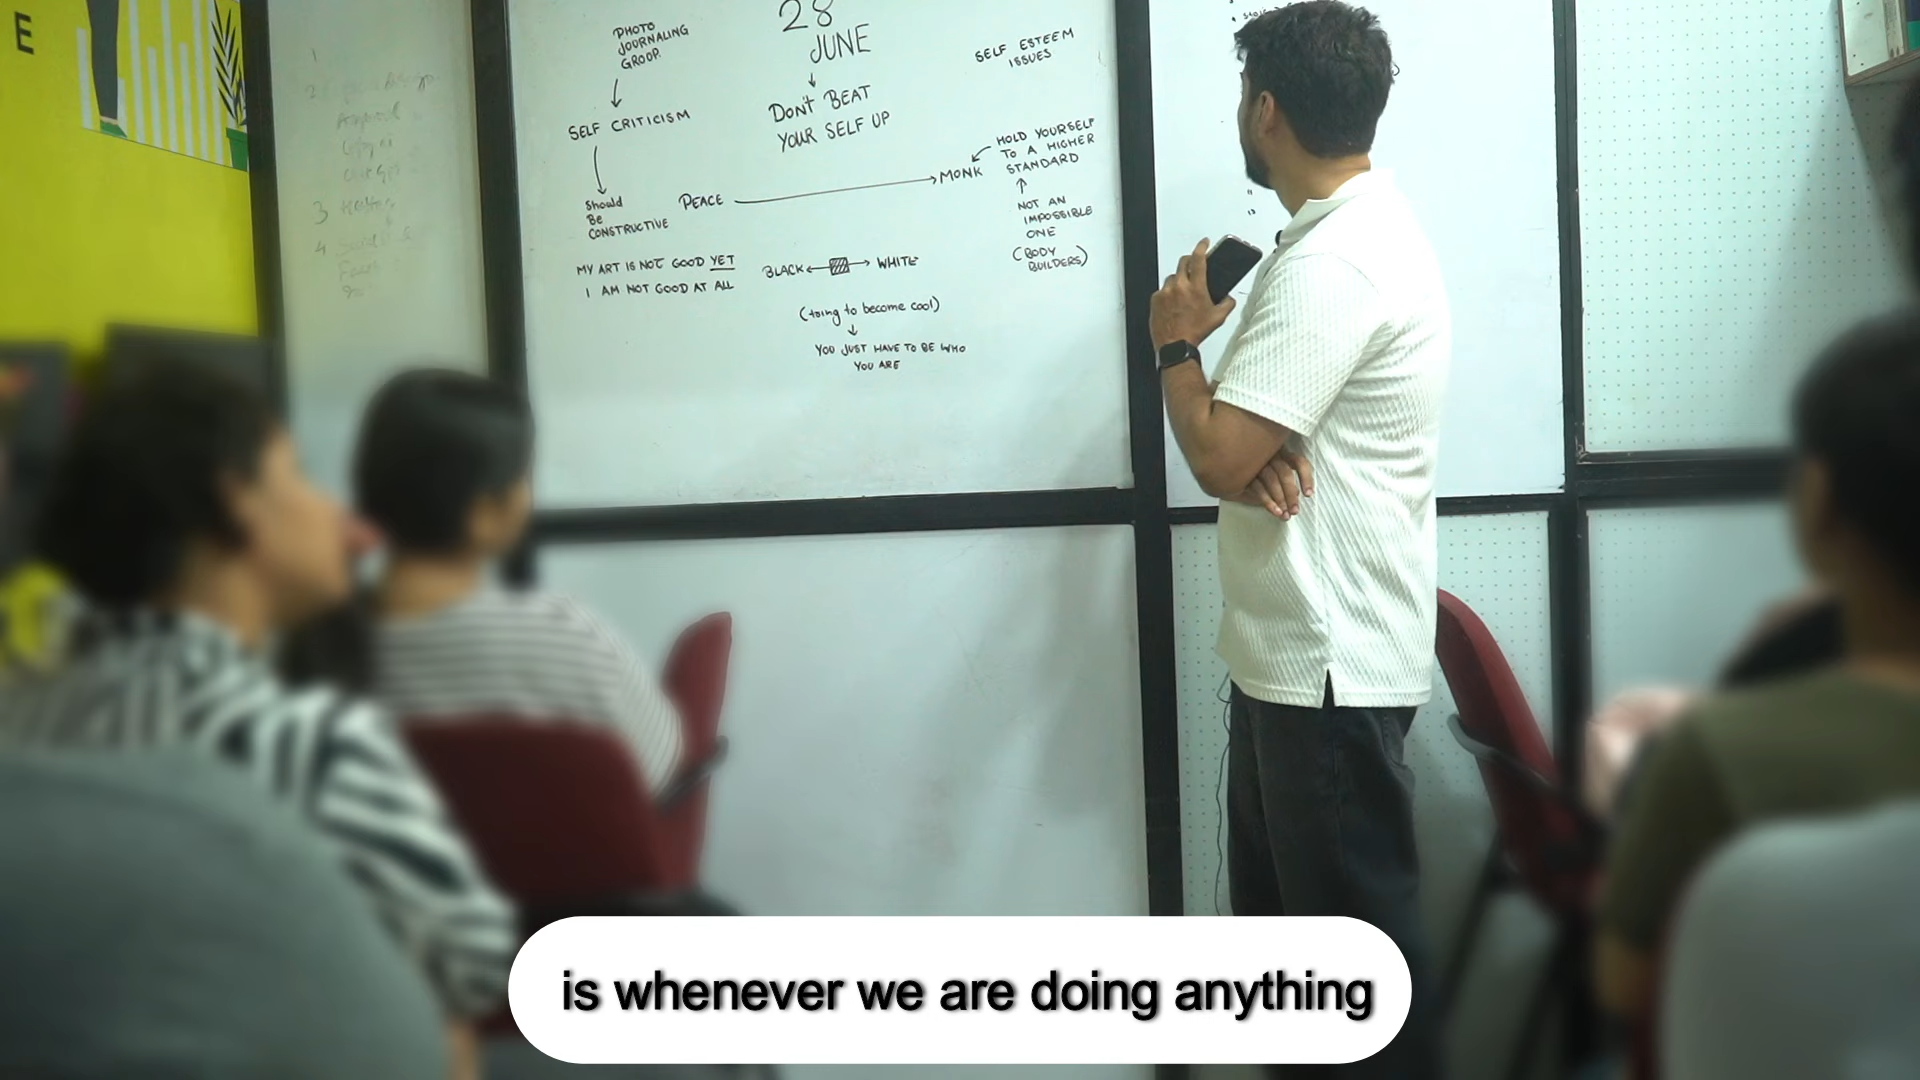 E
PHOTO
JOURNALING
GROOP.
SELF CRITICISM
Should
Be
CONSTRUCTIVE
28
JUNE
DON'T BEAT
YOUR SELF UP
SELF ESTEEM
ISSUES
PEACE
MONK
HOLD YOURSELF
TO A HIGHER
STANDARD
NOT AN
IMPOSSIBLE
ONE
(BODY
BUILDERS)
MY ART IS NOT GOOD YET
I AM NOT GOOD AT ALL
BLACK
WHITE
(tring to become cool)
YOU JUST HAVE TO BE WHO
YOU ARE
2
3
4
is whenever we are doing anything